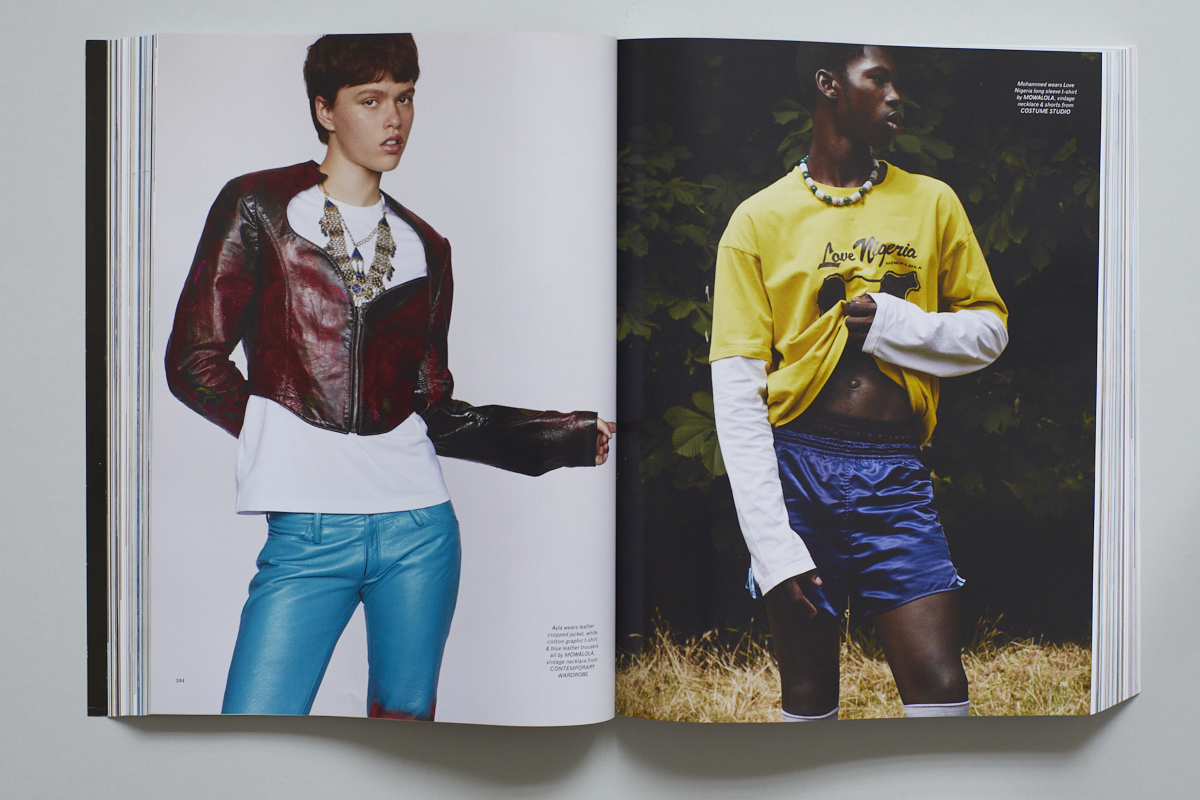 Ayla wears leather
cropped jacket, white
cotton graphic t-shirt
& blue leather trousers
all by MOWALOLA,
vintage necklace from
CONTEMPORARY
WARDROBE
244
Mohammed wears Love
Nigeria long sleeve t-shirt
by MOWALOLA, vintage
necklace & shorts from
COSTUME STUDIO
Love Nigeria
MOWALOLA